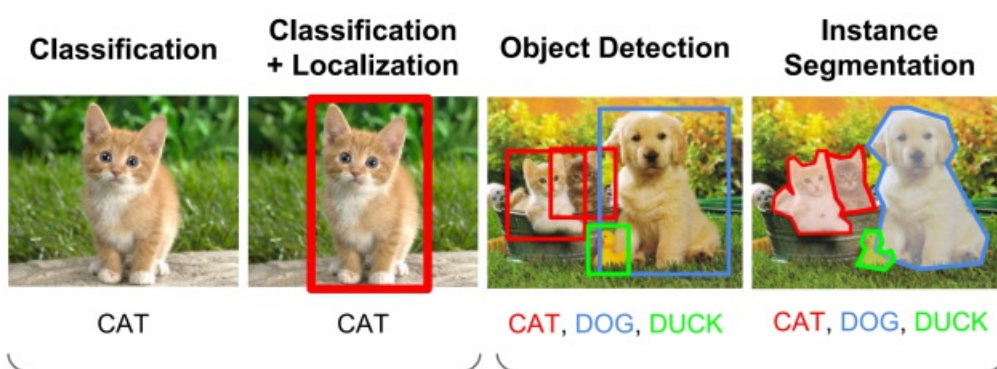 Classification
Classification
+ Localization
Object Detection
Instance
Segmentation
CAT
CAT
CAT, DOG, DUCK
CAT, DOG, DUCK